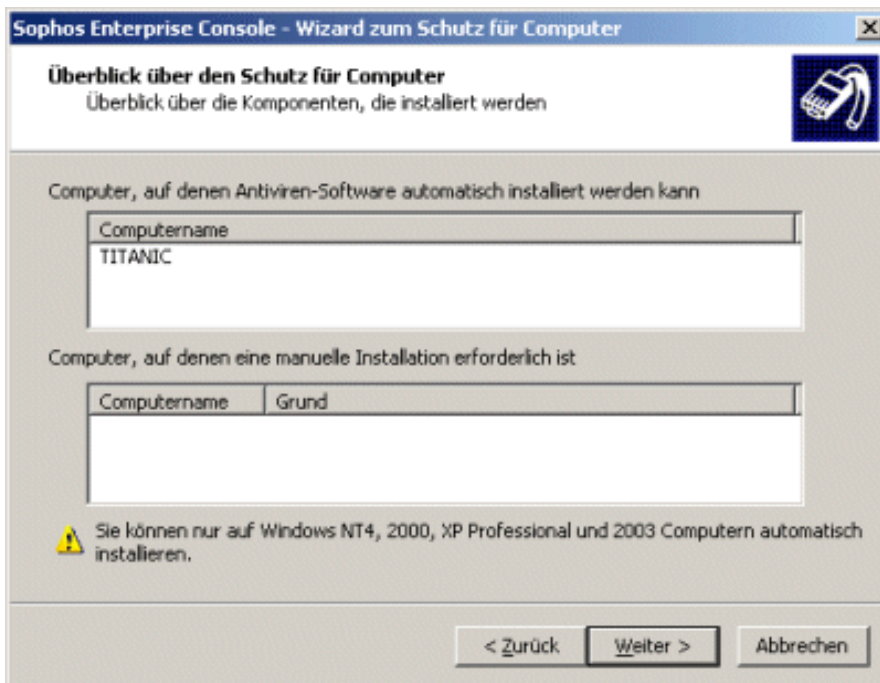 Sophos Enterprise Console - Wizard zum Schutz für Computer
Überblick über den Schutz für Computer
Überblick über die Komponenten, die installiert werden
Computer, auf denen Antiviren-Software automatisch installiert werden kann
Computername
TITANIC
Computer, auf denen eine manuelle Installation erforderlich ist
Computername Grund
Sie können nur auf Windows NT4, 2000, XP Professional und 2003 Computern automatisch
installieren.
< Zurück Weiter > Abbrechen